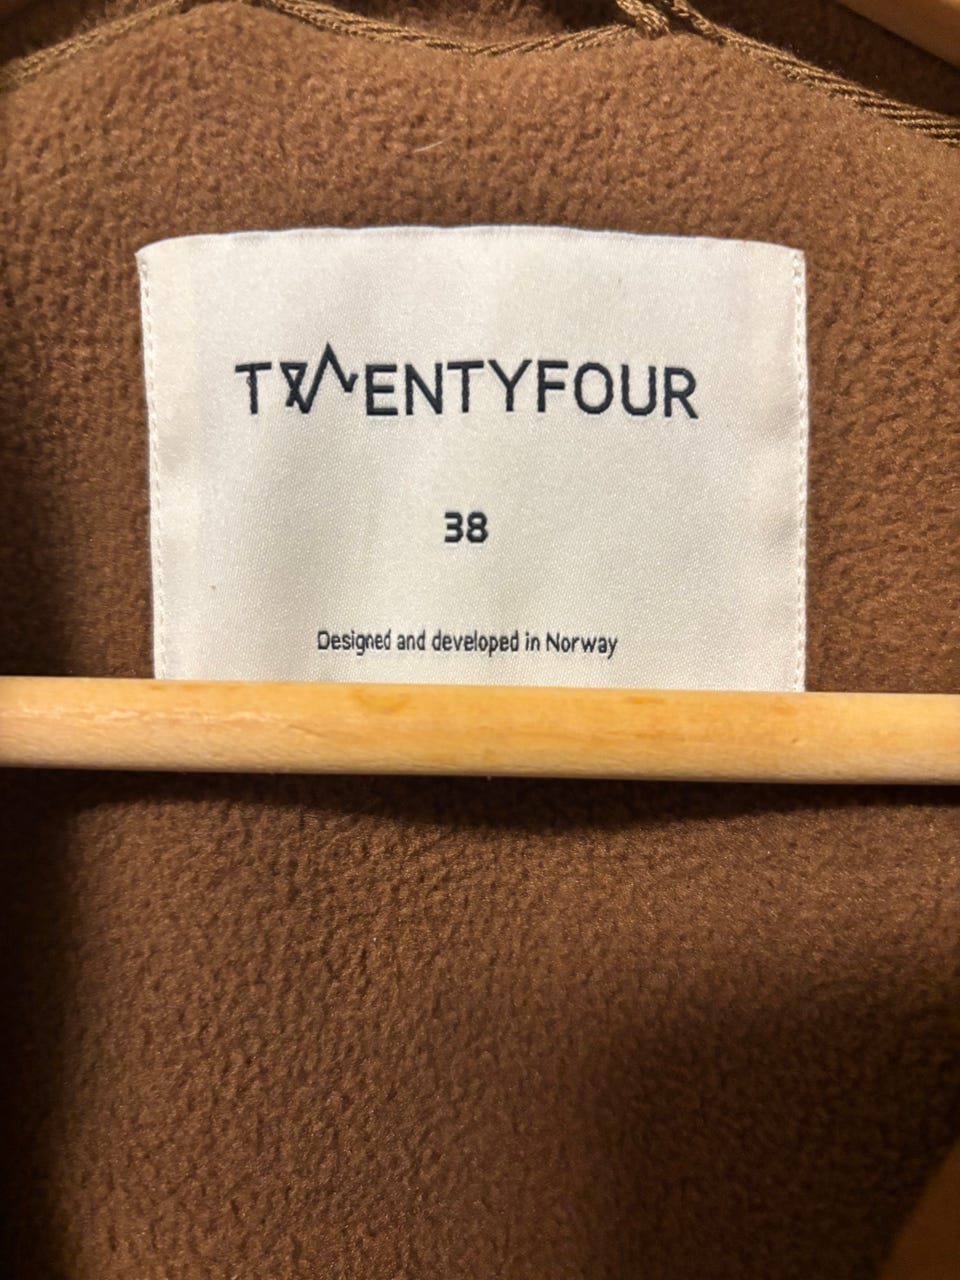 TWENTYFOUR
38
Designed and developed in Norway